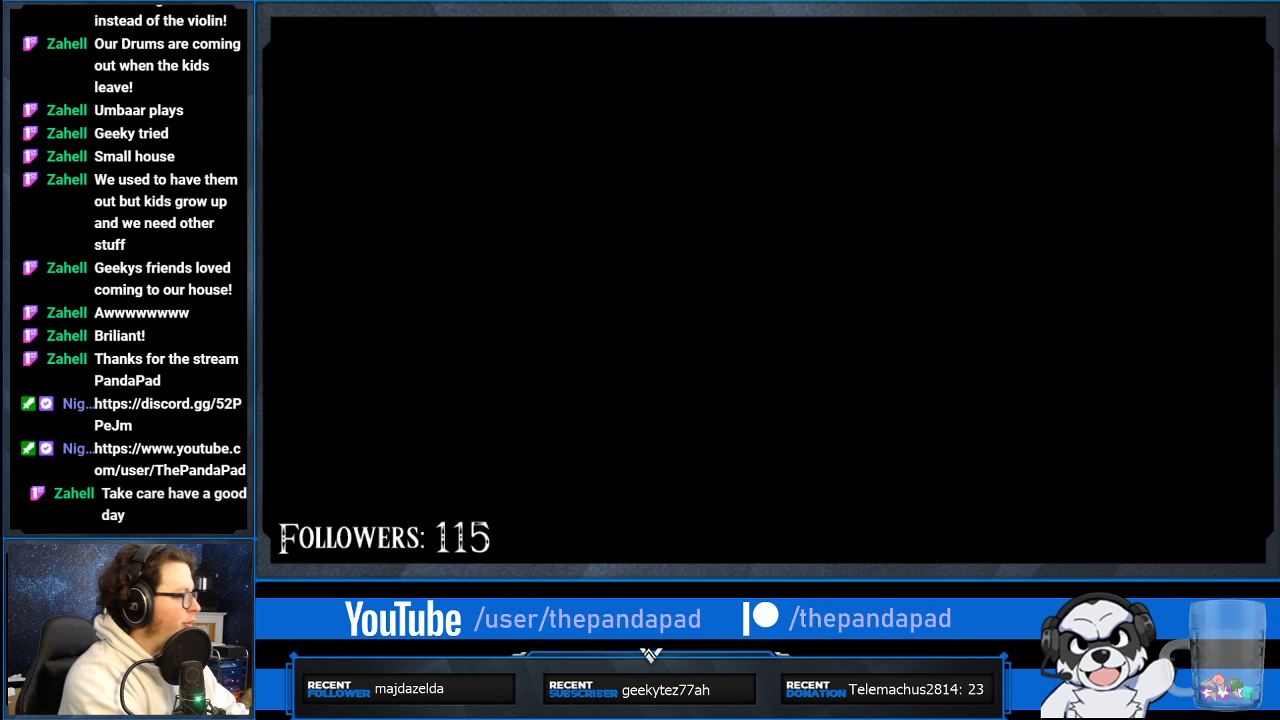 instead of the violin!
Zahell Our Drums are coming
out when the kids
leave!
Zahell Umbaar plays
Zahell Geeky tried
Zahell Small house
Zahell We used to have them
out but kids grow up
and we need other
stuff
Zahell Geekys friends loved
coming to our house!
Zahell Awwwwwwww
Zahell Briliant!
Zahell Thanks for the stream
PandaPad
Nig... https://discord.gg/52P
PeJm
Nig... https://www.youtube.c
om/user/ThePandaPad
Zahell Take care have a good
day
Followers: 115
YouTube /user/thepandapad /thepandapad
RECENT FOLLOWER majdazelda
RECENT SUBSCRIBER geekytez77ah
RECENT DONATION Telemachus2814: 23